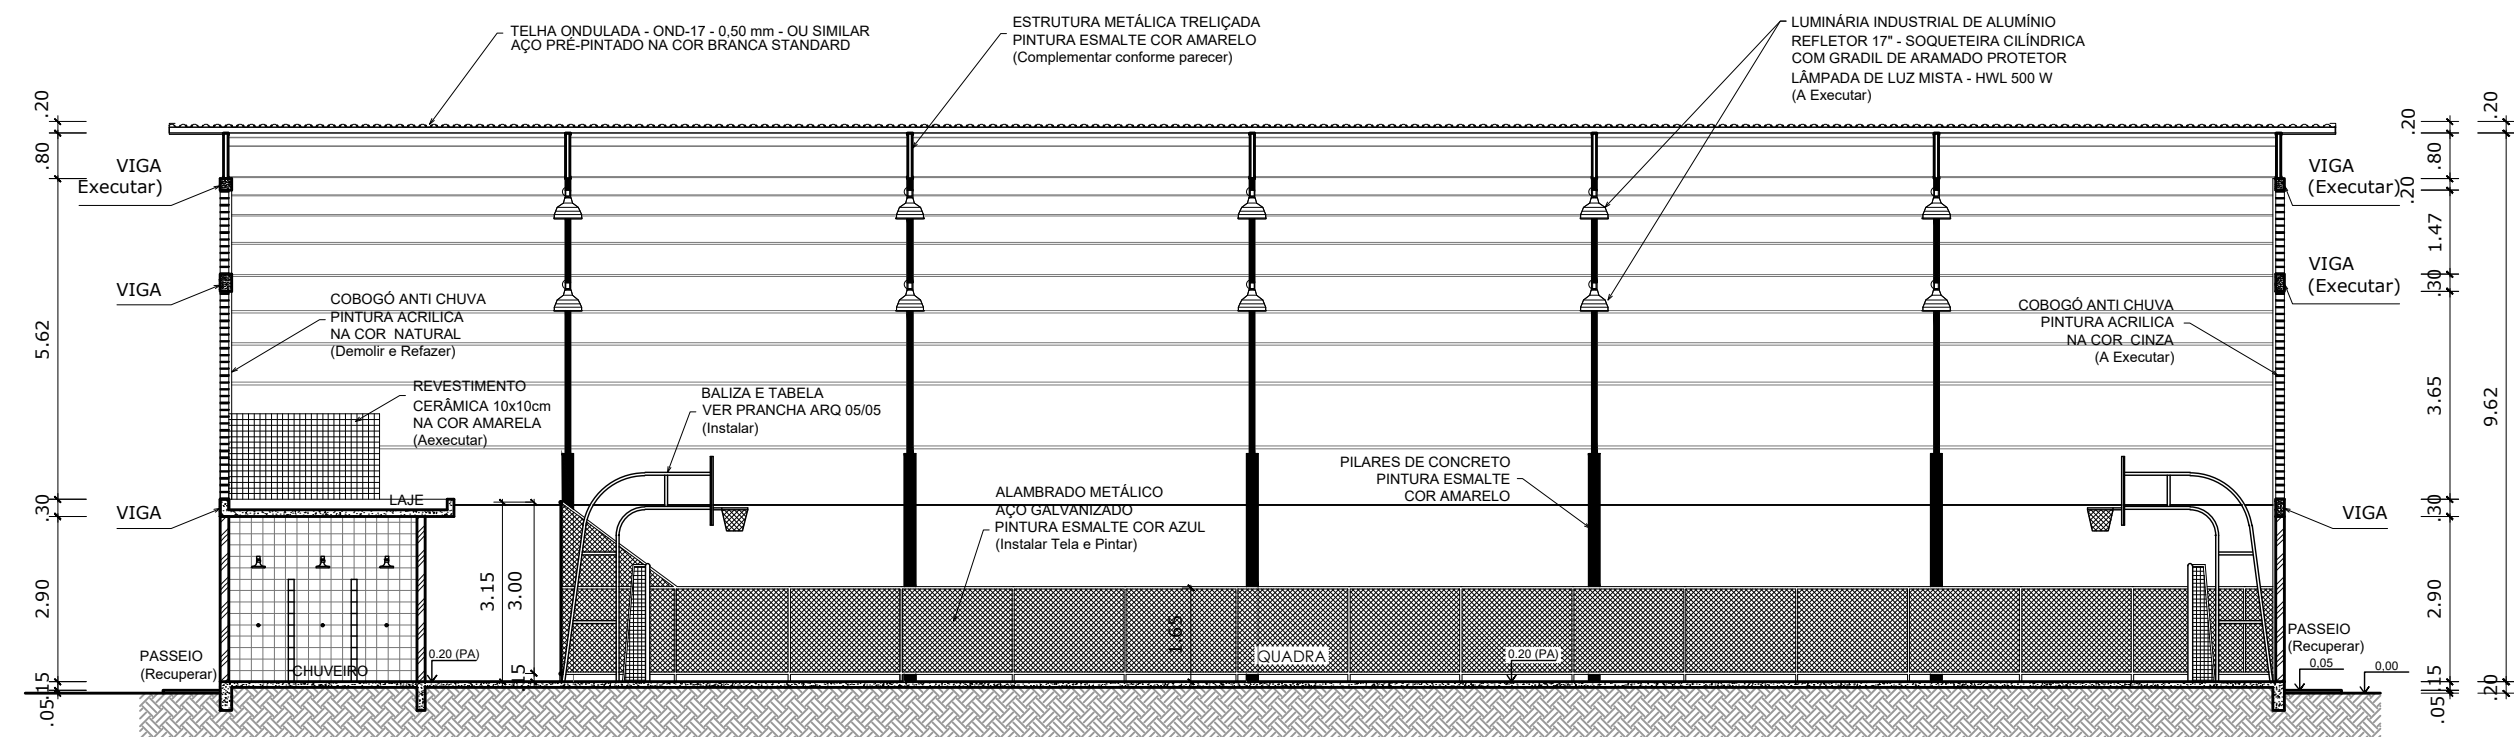 TELHA ONDULADA - OND-17 - 0,50 mm - OU SIMILAR
AÇO PRÉ-PINTADO NA COR BRANCA STANDARD
ESTRUTURA METÁLICA TRELIÇADA
PINTURA ESMALTE COR AMARELO
(Complementar conforme parecer)
LUMINÁRIA INDUSTRIAL DE ALUMÍNIO
REFLETOR 17" - SOQUETEIRA CILÍNDRICA
COM GRADIL DE ARAMADO PROTETOR
LÂMPADA DE LUZ MISTA - HWL 500 W
(A Executar)
.20
.80
5.62
.30
2.90
.15
.05
VIGA
Executar)
VIGA
VIGA
COBOGÓ ANTI CHUVA
PINTURA ACRILICA
NA COR NATURAL
(Demolir e Refazer)
REVESTIMENTO
CERÂMICA 10x10cm
NA COR AMARELA
(Aexecutar)
LAJE
BALIZA E TABELA
VER PRANCHA ARQ 05/05
(Instalar)
ALAMBRADO METÁLICO
AÇO GALVANIZADO
PINTURA ESMALTE COR AZUL
(Instalar Tela e Pintar)
PILARES DE CONCRETO
PINTURA ESMALTE
COR AMARELO
COBOGÓ ANTI CHUVA
PINTURA ACRILICA
NA COR CINZA
(A Executar)
VIGA
(Executar)
VIGA
(Executar)
VIGA
PASSEIO
(Recuperar)
CHUVEIRO
0.20 (PA)
3.15
3.00
.15
1.65
QUADRA
0.20 (PA)
PASSEIO
(Recuperar)
0,05
0,00
.20
.80
.20
1.47
.30
3.65
.30
2.90
.15
.05
.20
9.62
.20